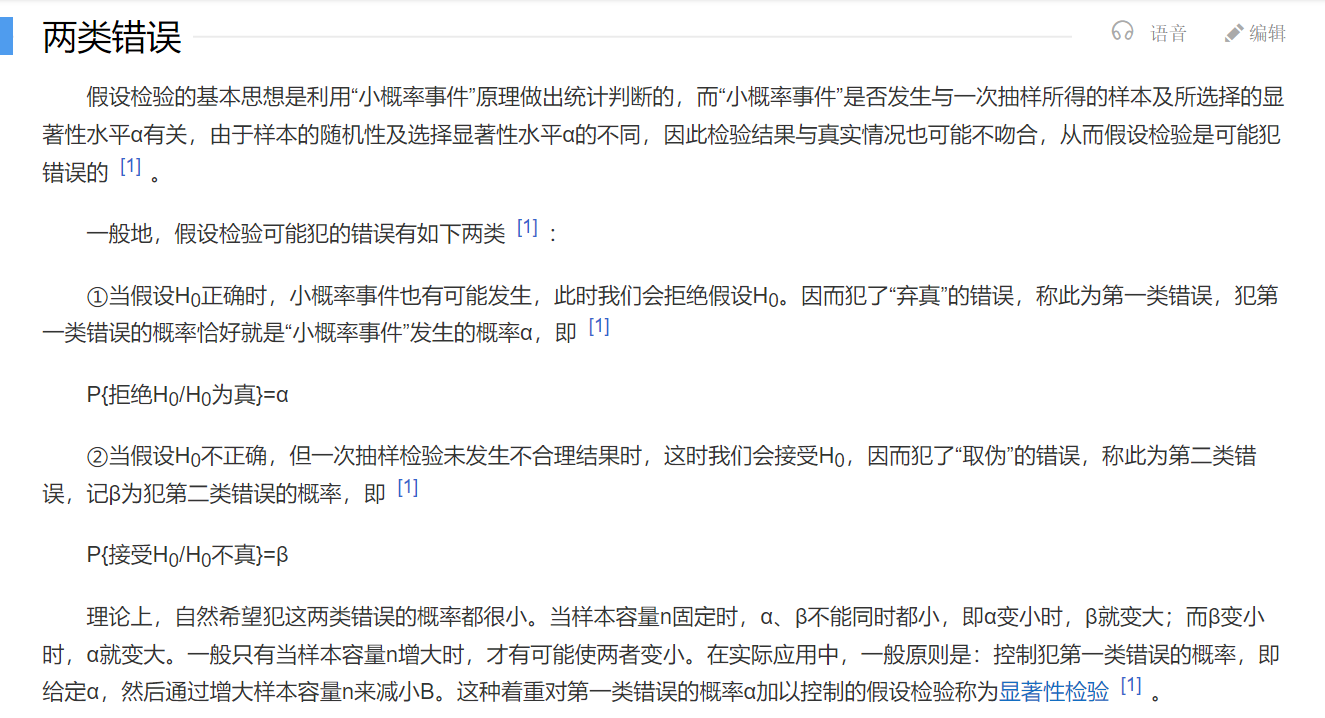 两类错误
语音
编辑
假设检验的基本思想是利用“小概率事件”原理做出统计判断的，而“小概率事件”是否发生与一次抽样所得的样本及所选择的显
著性水平α有关，由于样本的随机性及选择显著性水平α的不同，因此检验结果与真实情况也可能不吻合，从而假设检验是可能犯
错误的 [1] 。
一般地，假设检验可能犯的错误有如下两类 [1] ：
①当假设H0正确时，小概率事件也有可能发生，此时我们会拒绝假设H0。因而犯了“弃真”的错误，称此为第一类错误，犯第
一类错误的概率恰好就是“小概率事件”发生的概率α，即 [1]
P{拒绝H0/H0为真}=α
②当假设H0不正确，但一次抽样检验未发生不合理结果时，这时我们会接受H0，因而犯了“取伪”的错误，称此为第二类错
误，记β为犯第二类错误的概率，即 [1]
P{接受H0/H0不真}=β
理论上，自然希望犯这两类错误的概率都很小。当样本容量n固定时，α、β不能同时都小，即α变小时，β就变大；而β变小
时，α就变大。一般只有当样本容量n增大时，才有可能使两者变小。在实际应用中，一般原则是：控制犯第一类错误的概率，即
给定α，然后通过增大样本容量n来减小B。这种着重对第一类错误的概率α加以控制的假设检验称为显著性检验 [1] 。